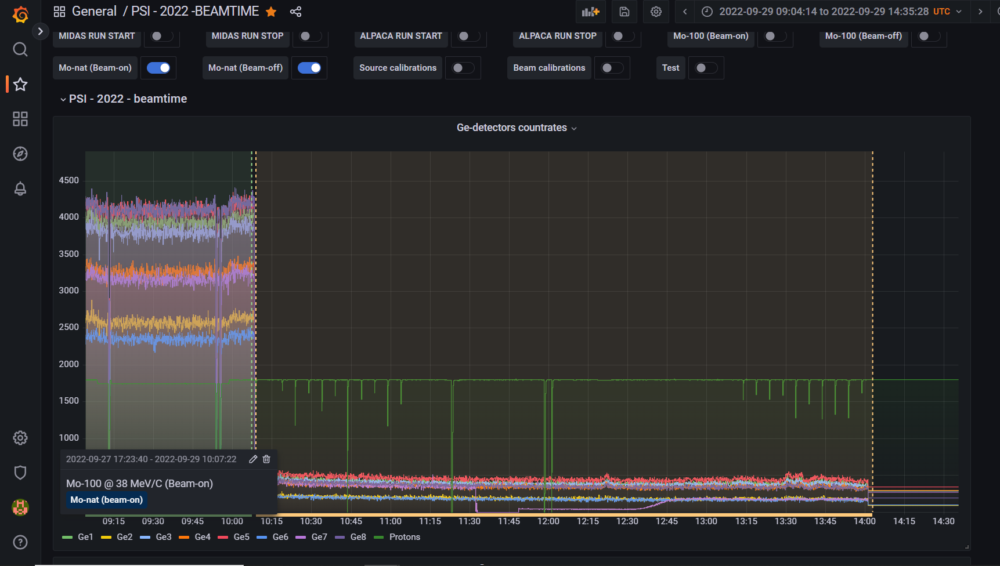 General / PSI - 2022 -BEAMTIME
2022-09-29 09:04:14 to 2022-09-29 14:35:28 UTC
MIDAS RUN START
MIDAS RUN STOP
ALPACA RUN START
ALPACA RUN STOP
Mo-100 (Beam-on)
Mo-100 (Beam-off)
Mo-nat (Beam-on)
Mo-nat (Beam-off)
Source calibrations
Beam calibrations
Test
PSI - 2022 - beamtime
Ge-detectors countrates
4500
4000
3500
3000
2500
2000
1500
1000
2022-09-27 17:23:40 - 2022-09-29 10:07:22
Mo-100 @ 38 MeV/C (Beam-on)
Mo-nat (beam-on)
09:15 09:30 09:45 10:00 10:15 10:30 10:45 11:00 11:15 11:30 11:45 12:00 12:15 12:30 12:45 13:00 13:15 13:30 13:45 14:00 14:15 14:30
Ge1 Ge2 Ge3 Ge4 Ge5 Ge6 Ge7 Ge8 Protons